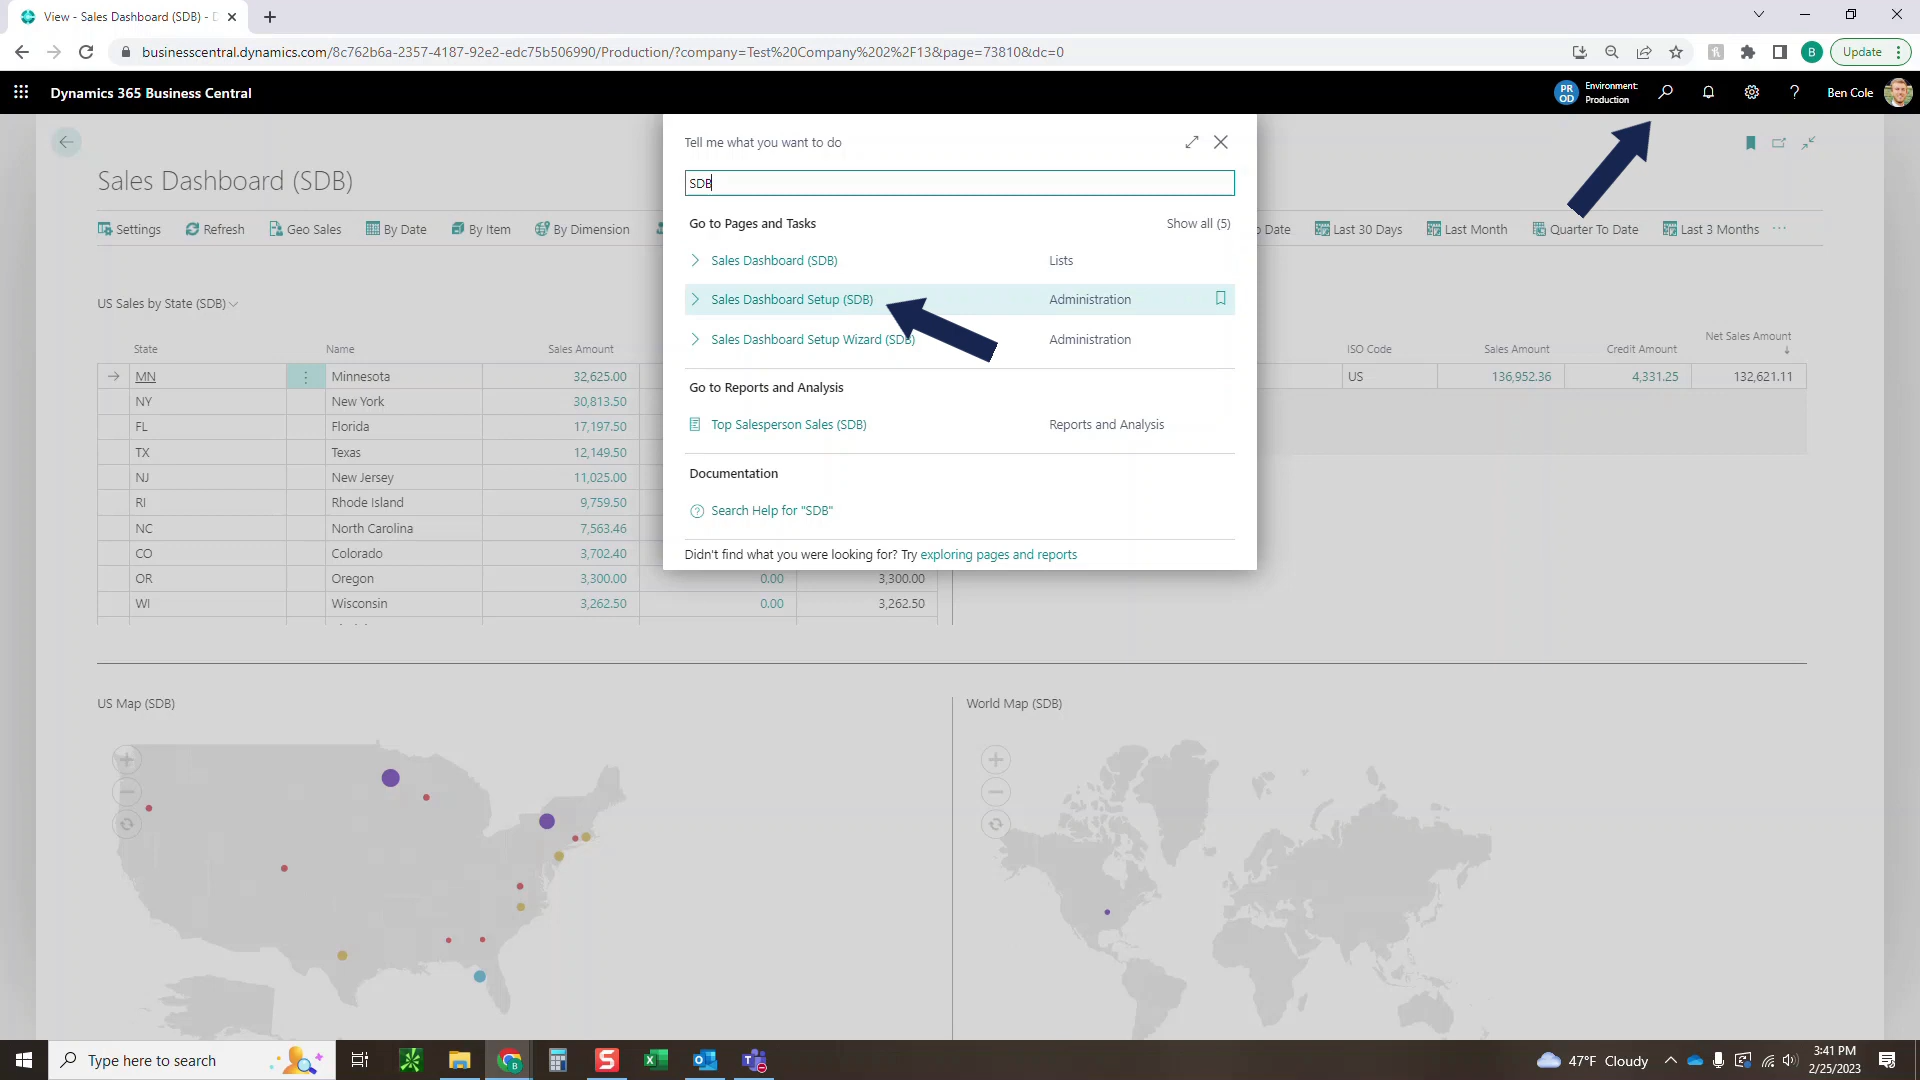 View - Sales Dashboard (SDB) -
businesscentral.dynamics.com/8c762b6a-2357-4187-92e2-edc75b506990/Production/?company=Test%20Company%202%2F13&page=73810&dc=0
B
Update
Dynamics 365 Business Central
PROD
Environment:
Production
Ben Cole
Tell me what you want to do
SDB
Sales Dashboard (SDB)
Settings Refresh Geo Sales By Date By Item By Dimension Date Last 30 Days Last Month Quarter To Date Last 3 Months
Go to Pages and Tasks Show all (5)
Sales Dashboard (SDB) Lists
Sales Dashboard Setup (SDB) Administration
Sales Dashboard Setup Wizard (SDB) Administration
Go to Reports and Analysis
Top Salesperson Sales (SDB) Reports and Analysis
Documentation
Search Help for "SDB"
Didn't find what you were looking for? Try exploring pages and reports
US Sales by State (SDB)
State Name Sales Amount
MN Minnesota 32,625.00
NY New York 30,813.50
FL Florida 17,197.50
TX Texas 12,149.50
NJ New Jersey 11,025.00
RI Rhode Island 9,759.50
NC North Carolina 7,563.46
CO Colorado 3,702.40
OR Oregon 3,300.00 0.00 3,300.00
WI Wisconsin 3,262.50 0.00 3,262.50
ISO Code Sales Amount Credit Amount Net Sales Amount
US 136,952.36 4,331.25 132,621.11
US Map (SDB)
World Map (SDB)
Type here to search
47°F Cloudy
3:41 PM
2/25/2023